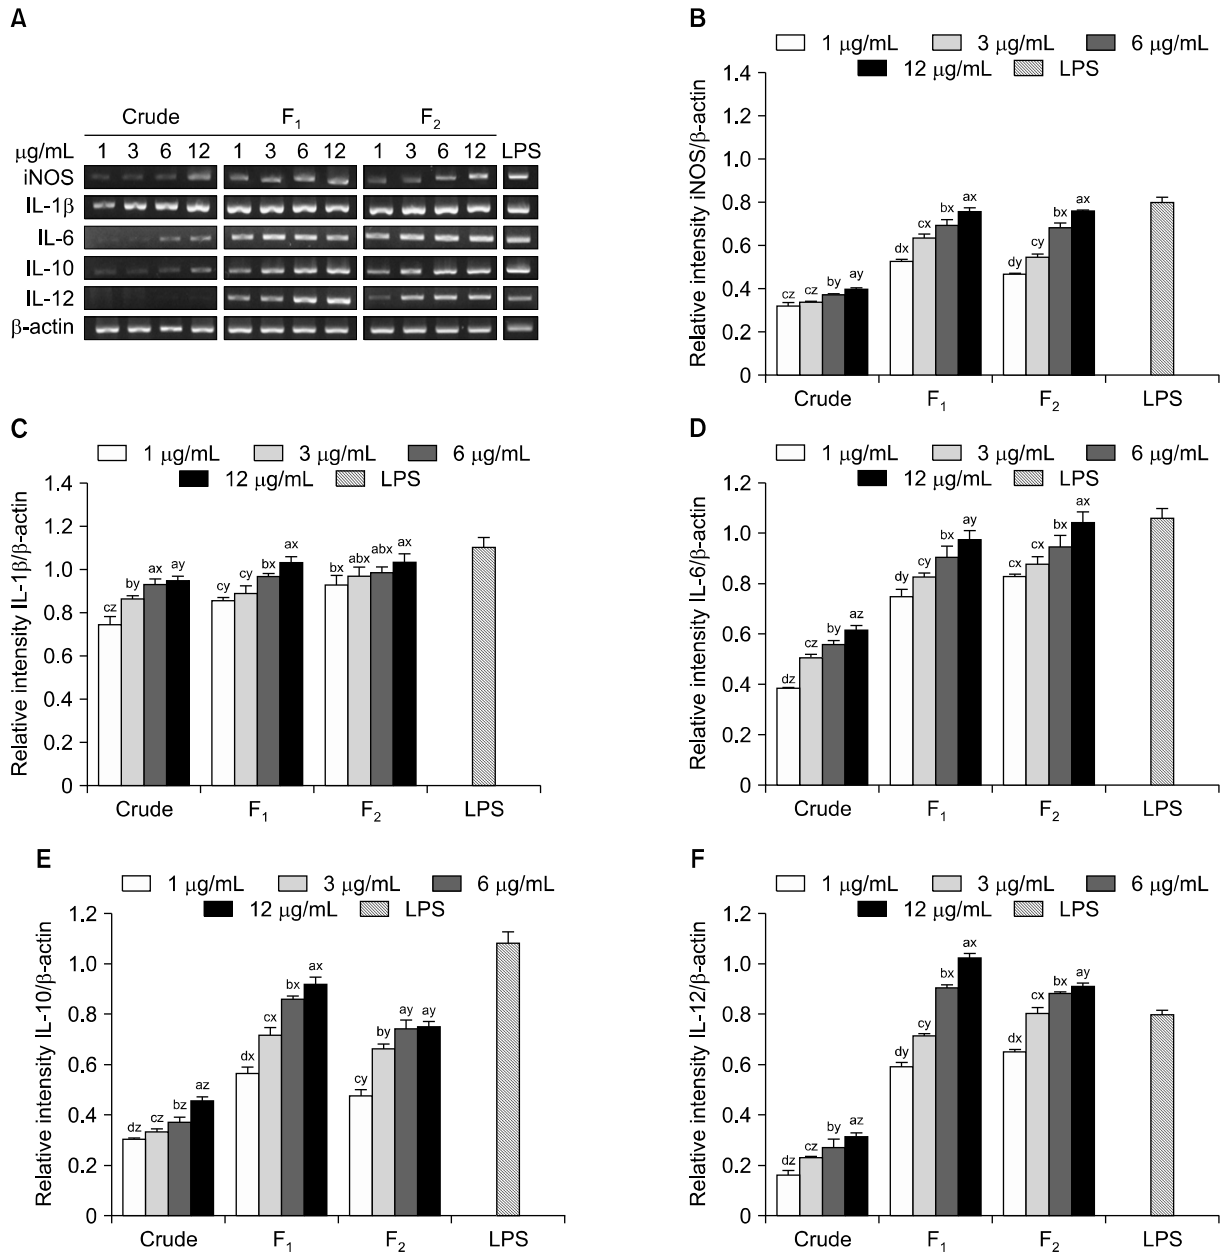 A
Crude F1 F2
μg/mL 1 3 6 12 1 3 6 12 1 3 6 12 LPS
iNOS
IL-1β
IL-6
IL-10
IL-12
β-actin
B
1 μg/mL 3 μg/mL 6 μg/mL
12 μg/mL LPS
Relative intensity iNOS/β-actin
1.4
1.2
1.0
0.8
0.6
0.4
0.2
0
cz cz by ay
dx cx bx ax
dy cy bx ax
Crude F1 F2 LPS
C
1 μg/mL 3 μg/mL 6 μg/mL
12 μg/mL LPS
Relative intensity IL-1β/β-actin
1.4
1.2
1.0
0.8
0.6
0.4
0.2
0
cz by ax ay
cy cy bx ax
bx abx abx ax
Crude F1 F2 LPS
D
1 μg/mL 3 μg/mL 6 μg/mL
12 μg/mL LPS
Relative intensity IL-6/β-actin
1.2
1.0
0.8
0.6
0.4
0.2
0
dz cz by az
dy cy bx ay
cx cx bx ax
Crude F1 F2 LPS
E
1 μg/mL 3 μg/mL 6 μg/mL
12 μg/mL LPS
Relative intensity IL-10/β-actin
1.2
1.0
0.8
0.6
0.4
0.2
0
dz cz bz az
dx cx bx ax
cy by ay ay
Crude F1 F2 LPS
F
1 μg/mL 3 μg/mL 6 μg/mL
12 μg/mL LPS
Relative intensity IL-12/β-actin
1.2
1.0
0.8
0.6
0.4
0.2
0
dz cz by az
dy cy bx ax
dx cx bx ay
Crude F1 F2 LPS